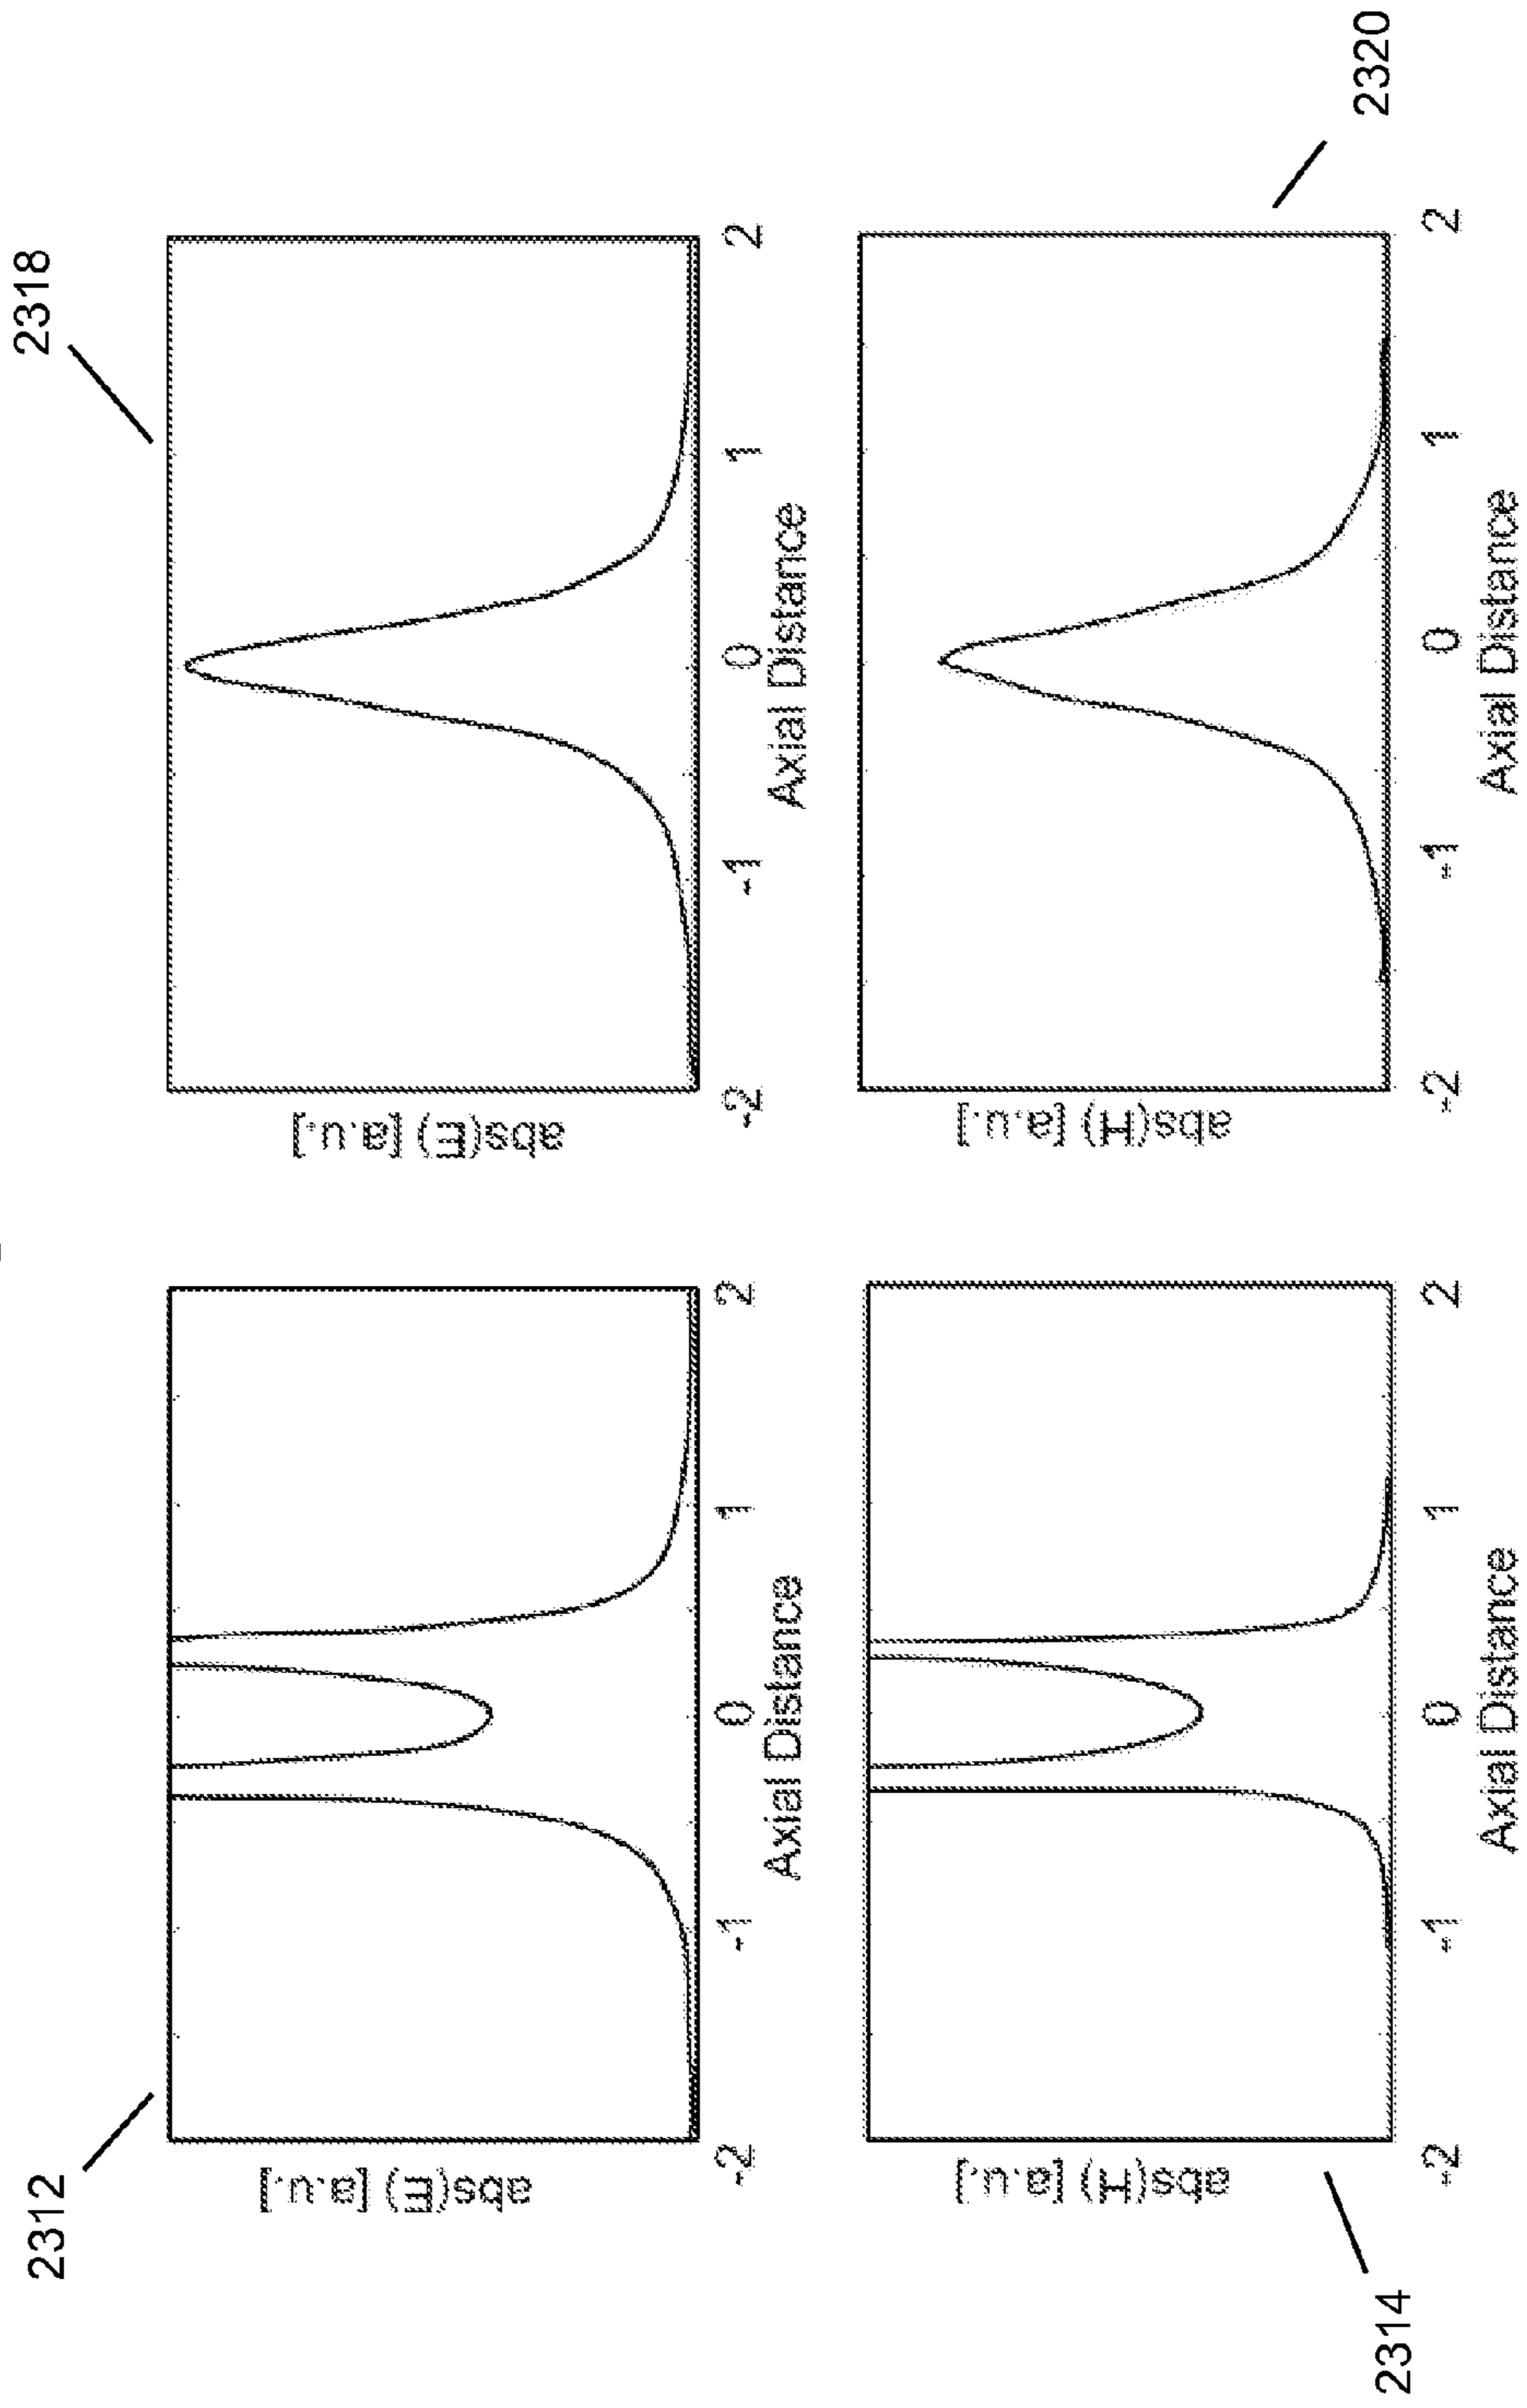 2312
abs(E) [a.u.]
-2 -1 0 1 2
Axial Distance
2318
abs(E) [a.u.]
-2 -1 0 1 2
Axial Distance
2314
abs(H) [a.u.]
-2 -1 0 1 2
Axial Distance
2320
abs(H) [a.u.]
-2 -1 0 1 2
Axial Distance